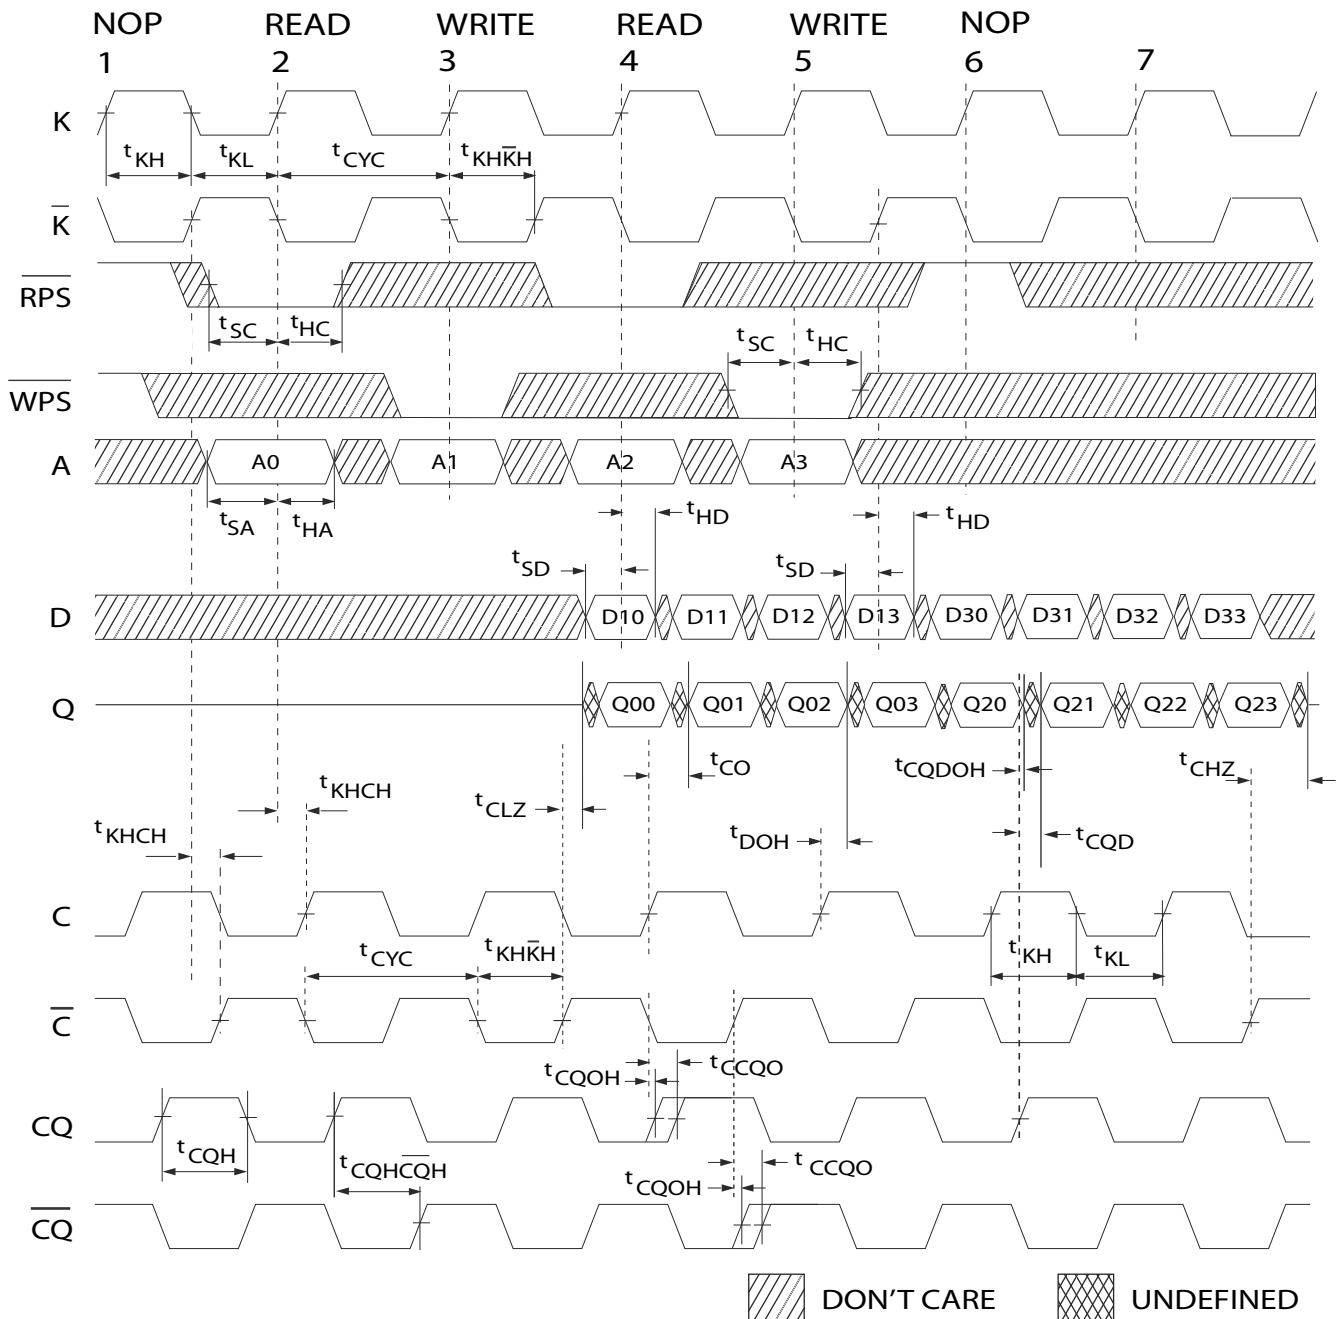 NOP READ WRITE READ WRITE NOP
1 2 3 4 5 6 7
K
tKH tKL tCYC tKHK̅H
K̅
R̅P̅S̅
tSC tHC
tSC tHC
W̅P̅S̅
A A0 A1 A2 A3
tSA tHA
tHD tHD
tSD tSD
D D10 D11 D12 D13 D30 D31 D32 D33
Q Q00 Q01 Q02 Q03 Q20 Q21 Q22 Q23
tCO tCQDOH tCHZ
tKHCH tCLZ
tKHCH tDOH tCQD
C
tCYC tKHK̅H tKH tKL
C̅
tCQOH tCCQO
CQ
tCQH tCQHC̅Q̅H tCQOH tCCQO
C̅Q̅
DON'T CARE UNDEFINED